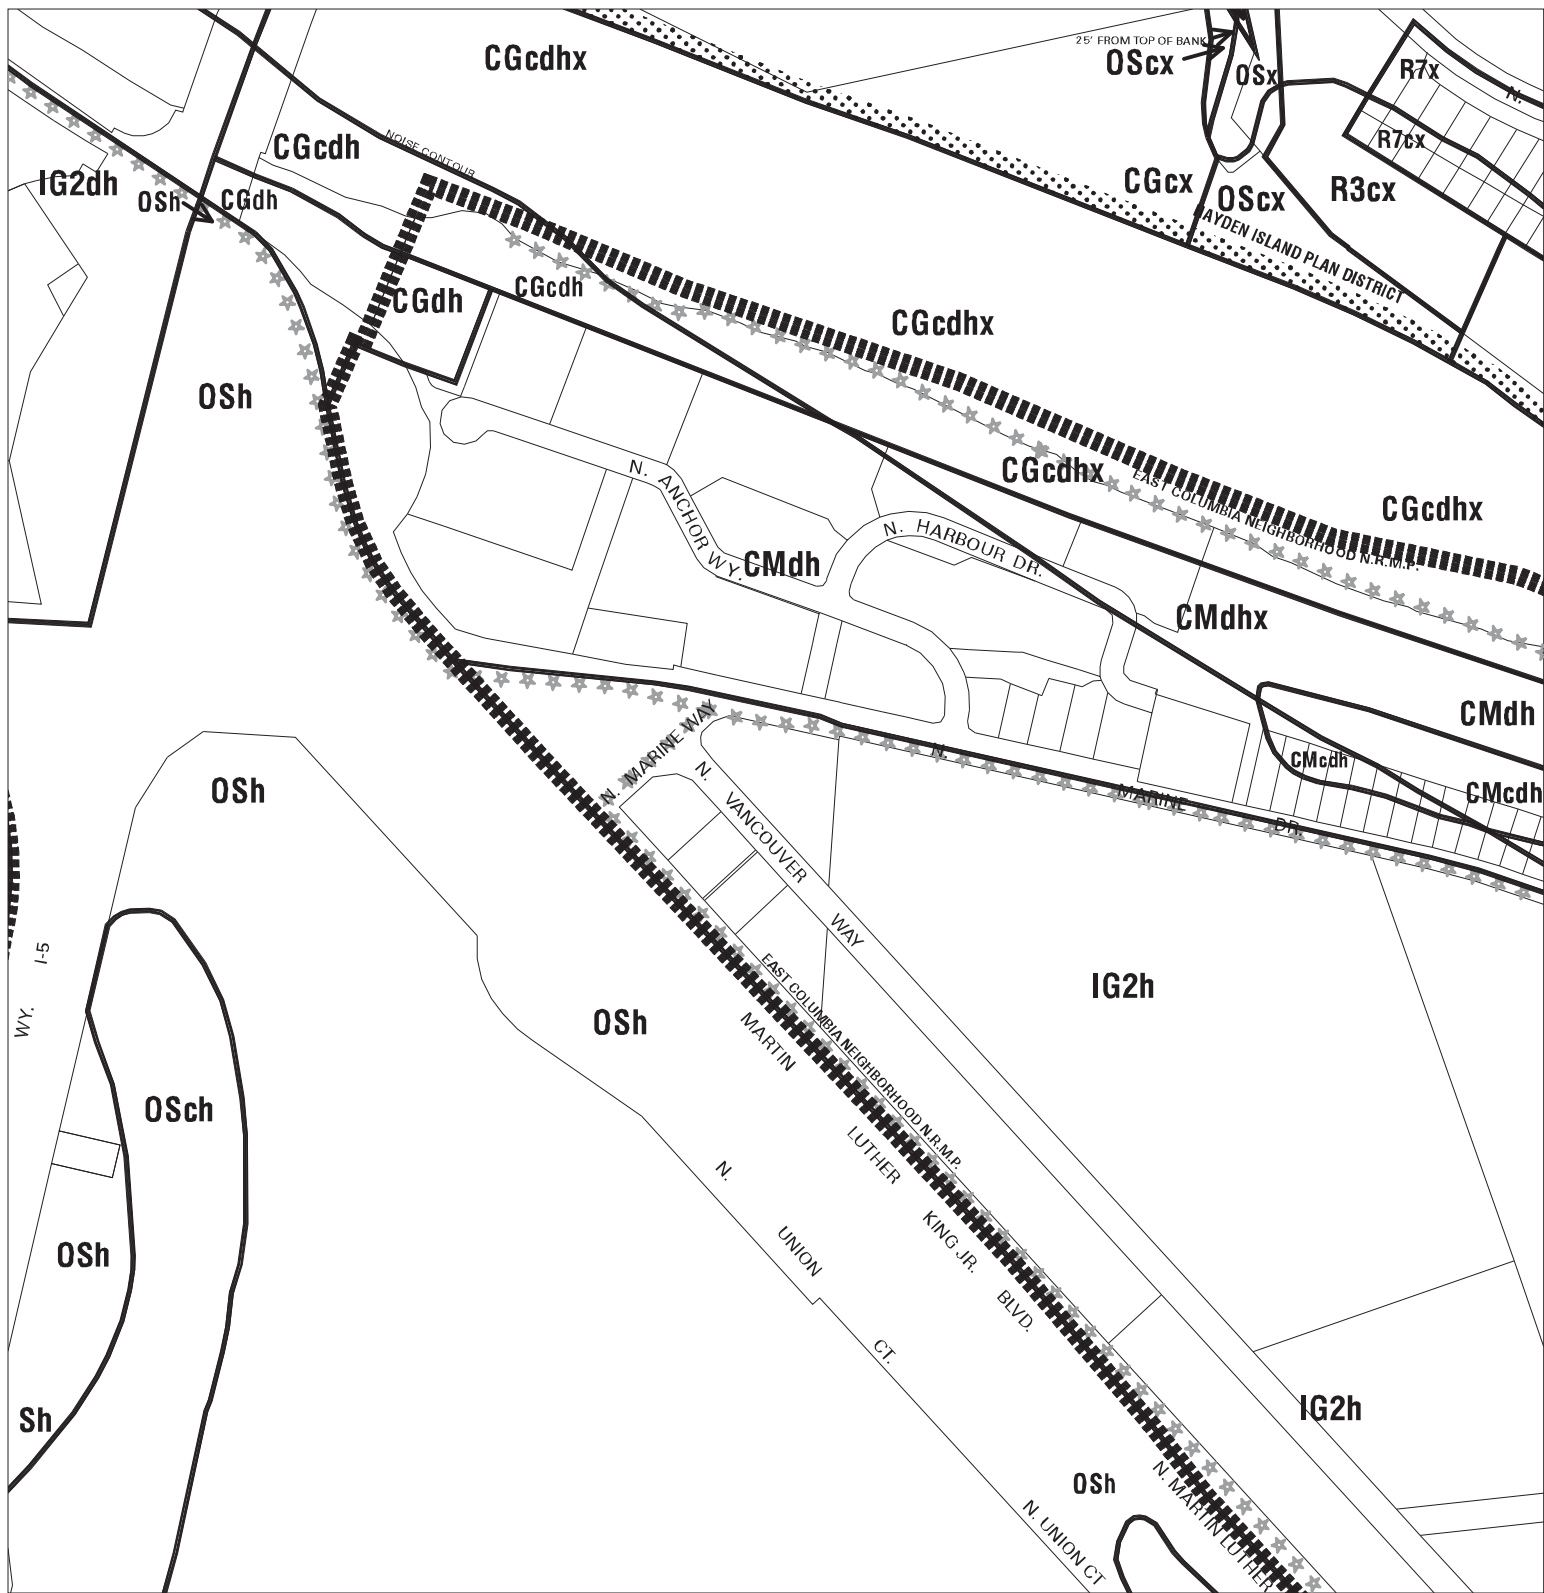 CGcdhx
25' FROM TOP OF BANK
OScx
OSx
R7x
N.
R7cx
NOISE CONTOUR
CGcdh
IG2dh
OSh
CGdh
CGcx
OScx
R3cx
HAYDEN ISLAND PLAN DISTRICT
CGdh
CGcdh
CGcdhx
OSh
CGcdhx
EAST COLUMBIA NEIGHBORHOOD N.R.M.P.
CGcdhx
N. ANCHOR WY.
N. HARBOUR DR.
CMdh
CMdhx
CMdh
CMcdh
CMcdh
N. MARINE WAY
N. MARINE DR.
OSh
N. VANCOUVER WAY
I-5
WY.
IG2h
OSh
EAST COLUMBIA NEIGHBORHOOD N.R.M.P.
MARTIN LUTHER KING JR. BLVD.
OSch
N. UNION CT.
OSh
Sh
IG2h
OSh
N. MARTIN LUTHER
N. UNION CT